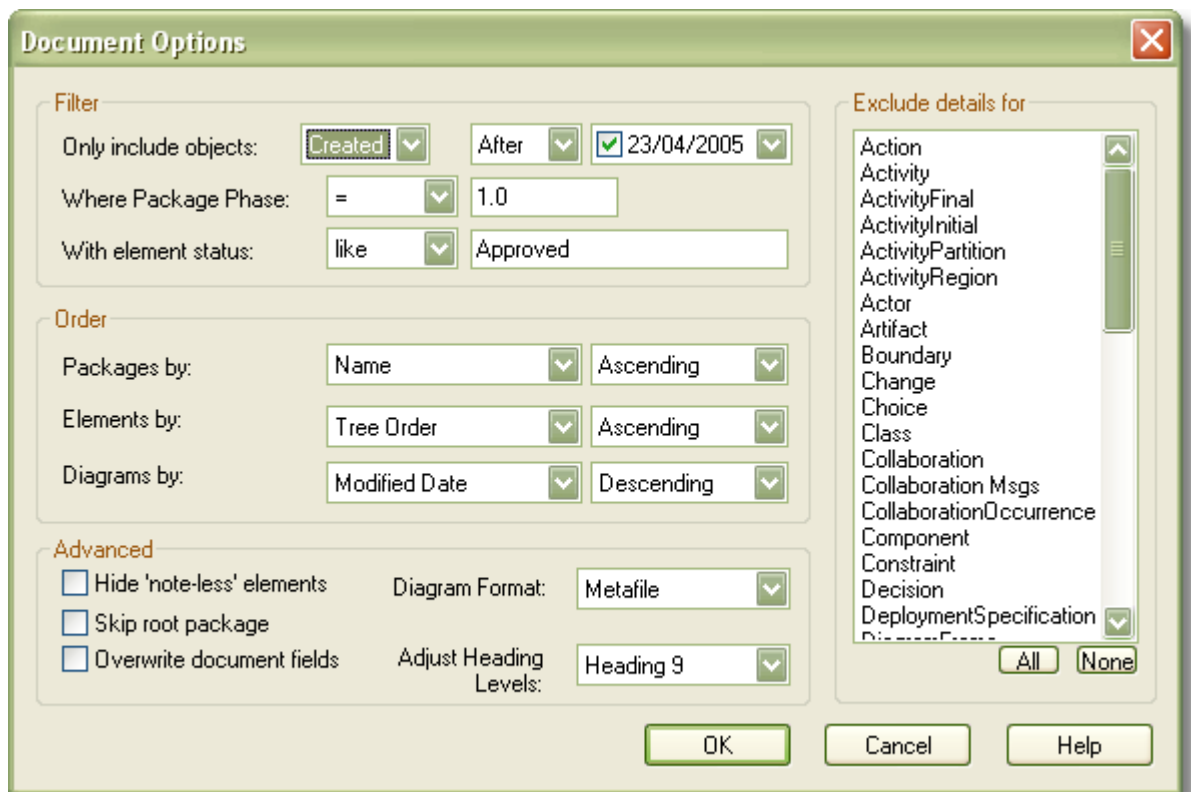 Document Options
Filter
Only include objects: Created After 23/04/2005
Where Package Phase: = 1.0
With element status: like Approved
Order
Packages by: Name Ascending
Elements by: Tree Order Ascending
Diagrams by: Modified Date Descending
Advanced
Hide 'note-less' elements Diagram Format: Metafile
Skip root package
Overwrite document fields Adjust Heading Levels: Heading 9
Exclude details for
Action
Activity
ActivityFinal
ActivityInitial
ActivityPartition
ActivityRegion
Actor
Artifact
Boundary
Change
Choice
Class
Collaboration
Collaboration Msgs
CollaborationOccurrence
Component
Constraint
Decision
DeploymentSpecification
All None
OK Cancel Help